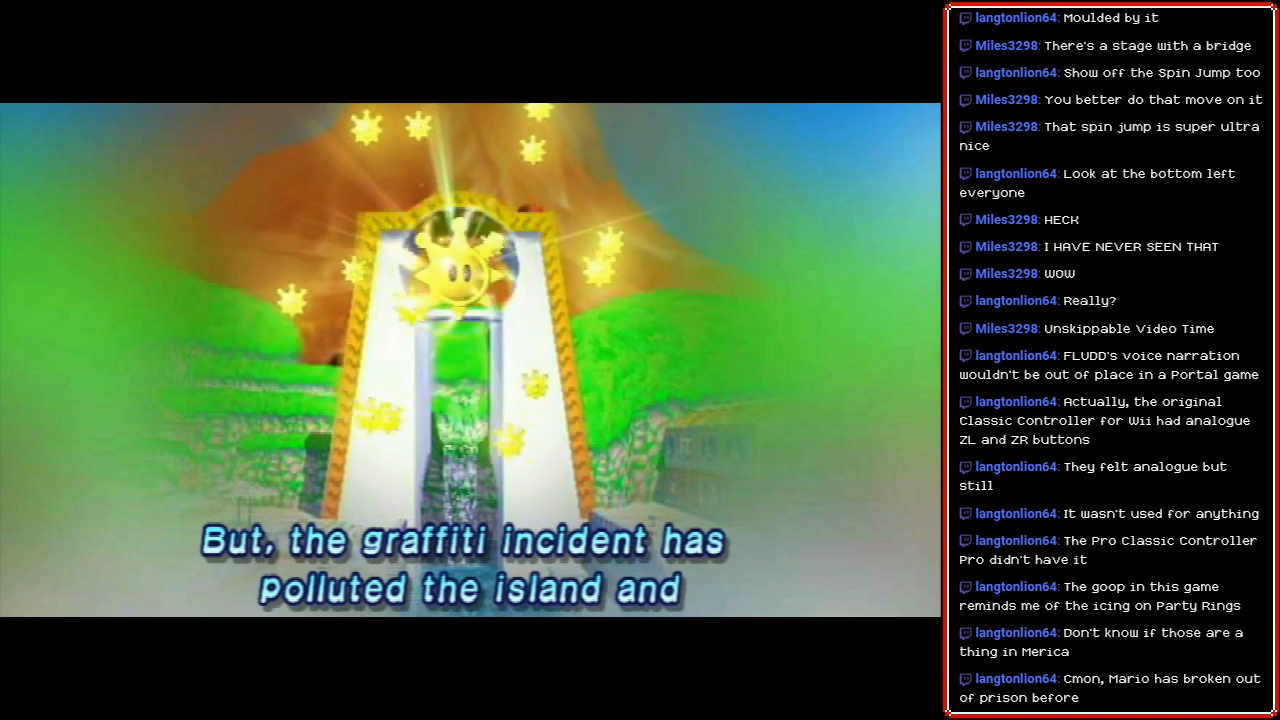 But, the graffiti incident has
polluted the island and
langtonlion64: Moulded by it
Miles3298: There's a stage with a bridge
langtonlion64: Show off the Spin Jump too
Miles3298: You better do that move on it
Miles3298: That spin jump is super ultra
nice
langtonlion64: Look at the bottom left
everyone
Miles3298: HECK
Miles3298: I HAVE NEVER SEEN THAT
Miles3298: WOW
langtonlion64: Really?
Miles3298: Unskippable Video Time
langtonlion64: FLUDD's voice narration
wouldn't be out of place in a Portal game
langtonlion64: Actually, the original
Classic Controller for Wii had analogue
ZL and ZR buttons
langtonlion64: They felt analogue but
still
langtonlion64: It wasn't used for anything
langtonlion64: The Pro Classic Controller
Pro didn't have it
langtonlion64: The goop in this game
reminds me of the icing on Party Rings
langtonlion64: Don't know if those are a
thing in Merica
langtonlion64: Cmon, Mario has broken out
of prison before